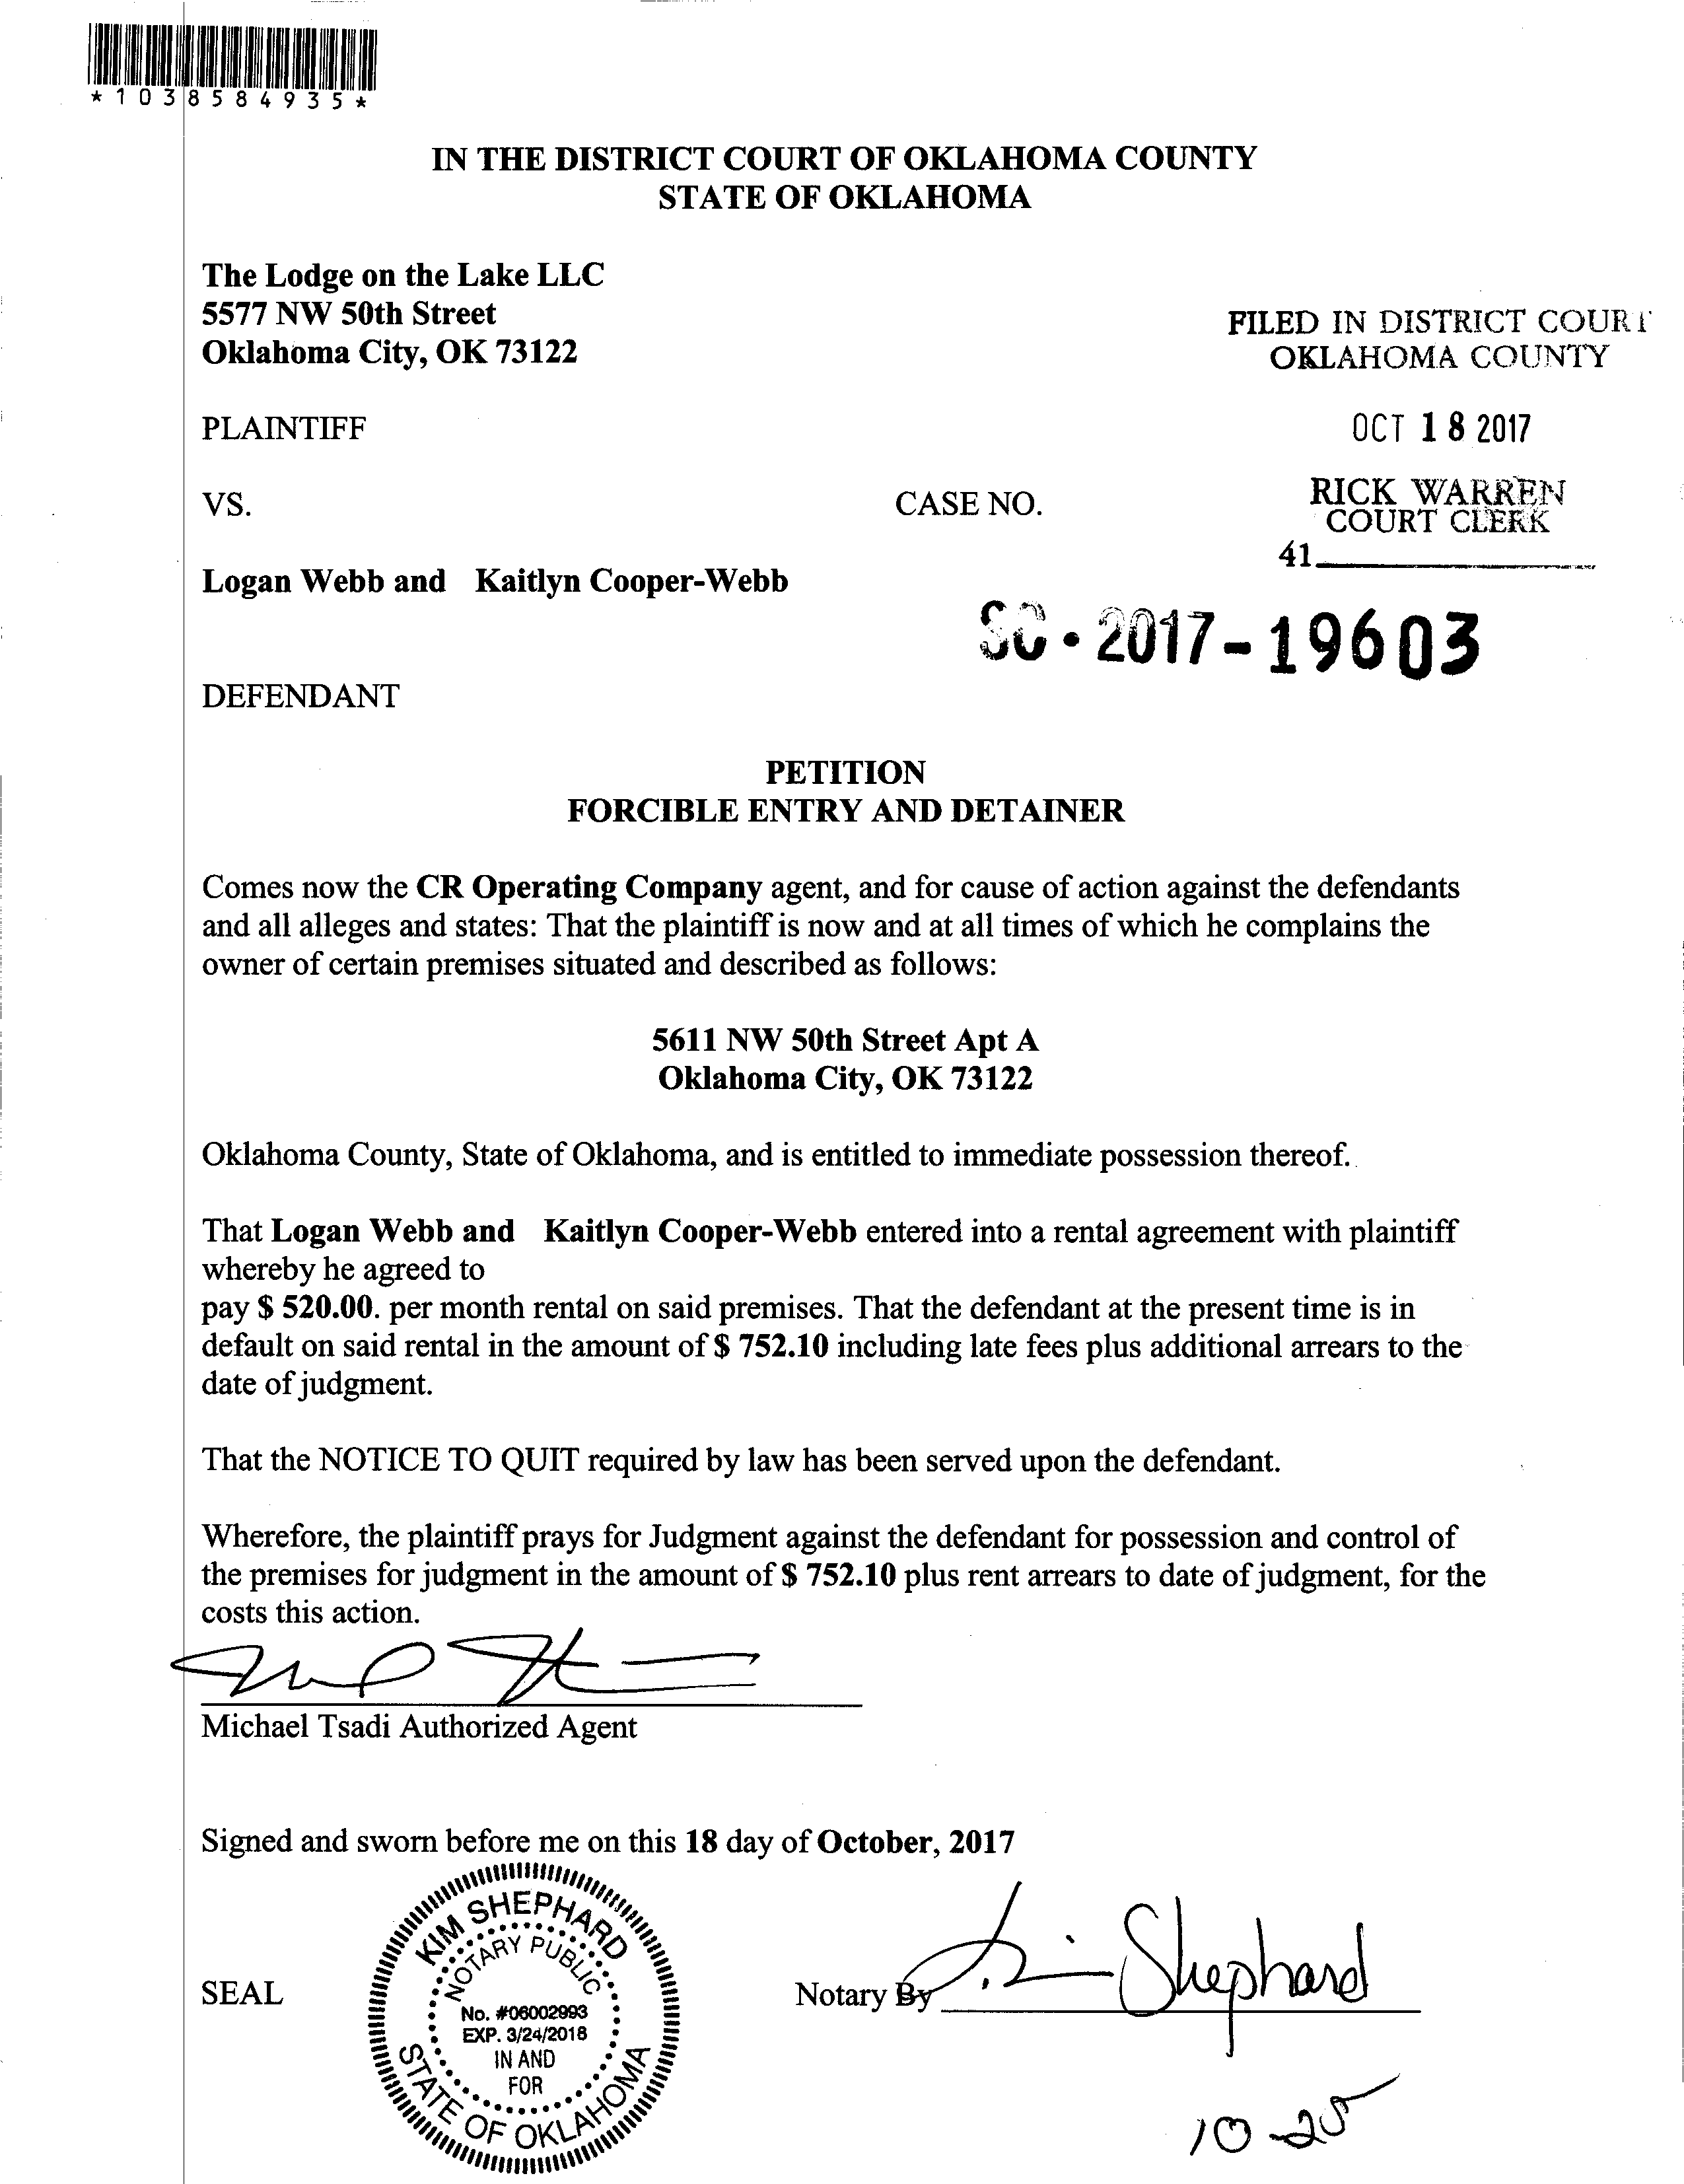 *1038584935*
IN THE DISTRICT COURT OF OKLAHOMA COUNTY
STATE OF OKLAHOMA
The Lodge on the Lake LLC
5577 NW 50th Street
Oklahoma City, OK 73122
FILED IN DISTRICT COURT
OKLAHOMA COUNTY
PLAINTIFF
OCT 18 2017
VS.
CASE NO.
RICK WARREN
COURT CLERK
41
Logan Webb and Kaitlyn Cooper-Webb
SC-2017-19603
DEFENDANT
PETITION
FORCIBLE ENTRY AND DETAINER
Comes now the CR Operating Company agent, and for cause of action against the defendants
and all alleges and states: That the plaintiff is now and at all times of which he complains the
owner of certain premises situated and described as follows:
5611 NW 50th Street Apt A
Oklahoma City, OK 73122
Oklahoma County, State of Oklahoma, and is entitled to immediate possession thereof.
That Logan Webb and Kaitlyn Cooper-Webb entered into a rental agreement with plaintiff
whereby he agreed to
pay $ 520.00. per month rental on said premises. That the defendant at the present time is in
default on said rental in the amount of $ 752.10 including late fees plus additional arrears to the
date of judgment.
That the NOTICE TO QUIT required by law has been served upon the defendant.
Wherefore, the plaintiff prays for Judgment against the defendant for possession and control of
the premises for judgment in the amount of $ 752.10 plus rent arrears to date of judgment, for the
costs this action.
Michael Tsadi Authorized Agent
Signed and sworn before me on this 18 day of October, 2017
SEAL
KIM SHEPHARD
NOTARY PUBLIC
No. #06002993
EXP. 3/24/2018
IN AND
FOR
STATE OF OKLAHOMA
Notary By Kim Shephard
10-25